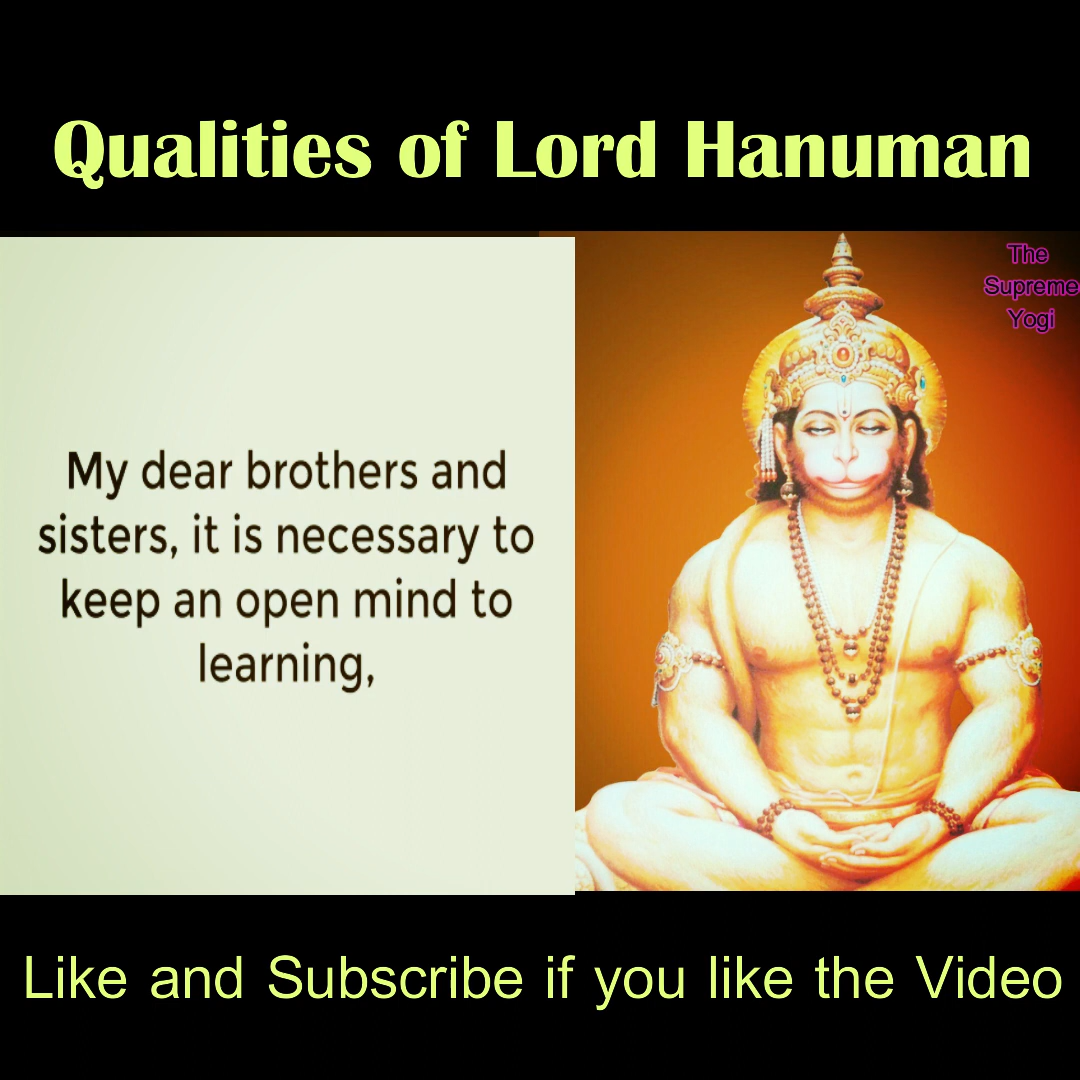 Qualities of Lord Hanuman
The
Supreme
Yogi
My dear brothers and
sisters, it is necessary to
keep an open mind to
learning,
Like and Subscribe if you like the Video